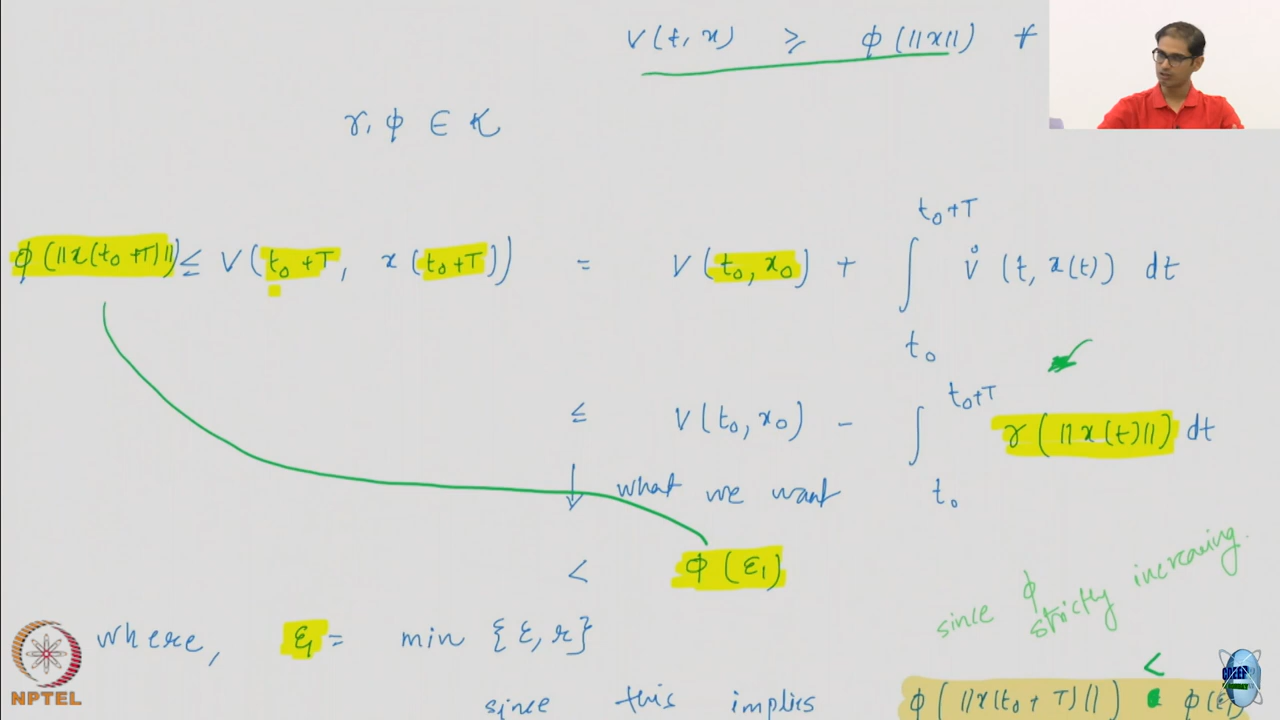 V(t, x) ≥ ϕ(||x||) +
γ, ϕ ∈ K
ϕ(||x(t₀+T)||) ≤ V(t₀+T, x(t₀+T)) = V(t₀, x₀) + ∫_{t₀}^{t₀+T} V̇(t, x(t)) dt
≤ V(t₀, x₀) - ∫_{t₀}^{t₀+T} γ(||x(t)||) dt
↓ what we want
< ϕ(ε₁)
since ϕ strictly increasing.
where, ε₁ = min {ε, r}
<
since this implies ϕ(||x(t₀+T)||) ϕ(ε
NPTEL